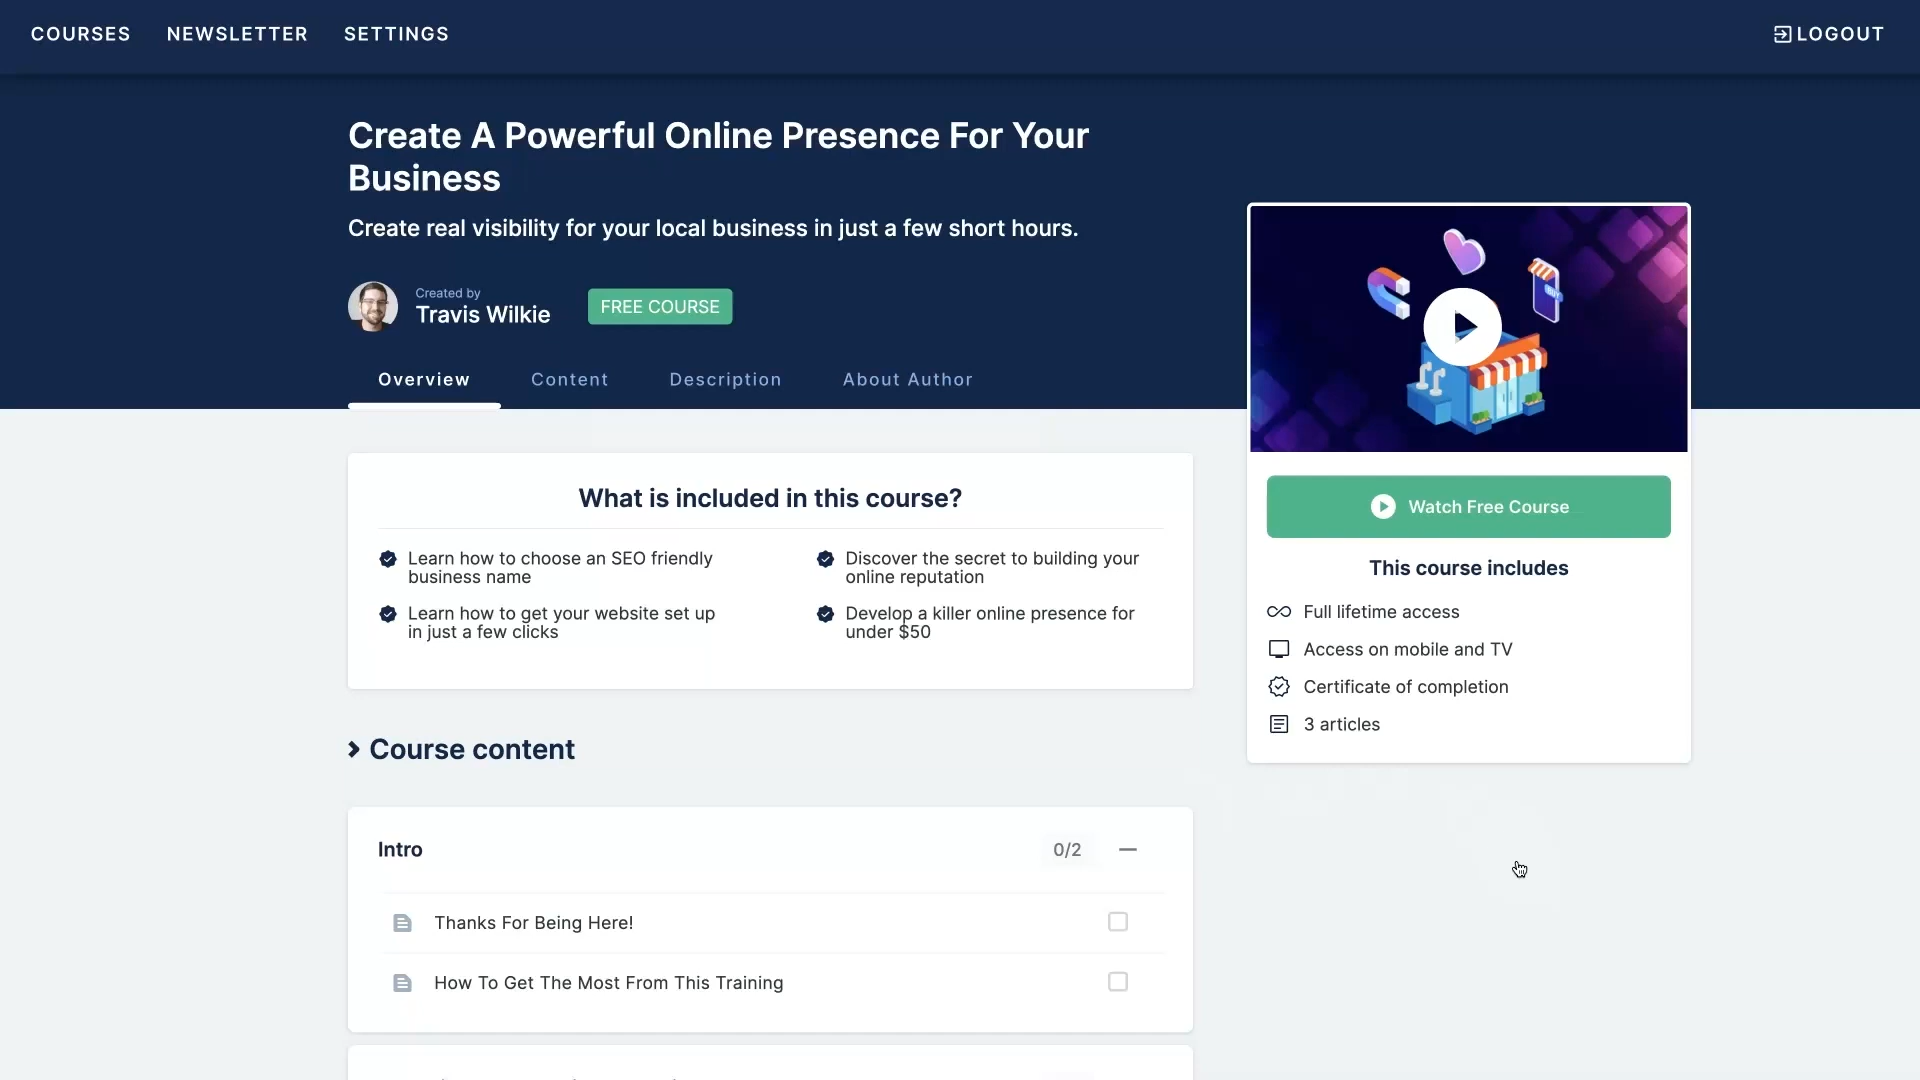 COURSES NEWSLETTER SETTINGS LOGOUT
Create A Powerful Online Presence For Your
Business
Create real visibility for your local business in just a few short hours.
Created by
Travis Wilkie
FREE COURSE
Overview Content Description About Author
BUY
Watch Free Course
This course includes
Full lifetime access
Access on mobile and TV
Certificate of completion
3 articles
What is included in this course?
Learn how to choose an SEO friendly
business name
Discover the secret to building your
online reputation
Learn how to get your website set up
in just a few clicks
Develop a killer online presence for
under $50
Course content
Intro 0/2
Thanks For Being Here!
How To Get The Most From This Training